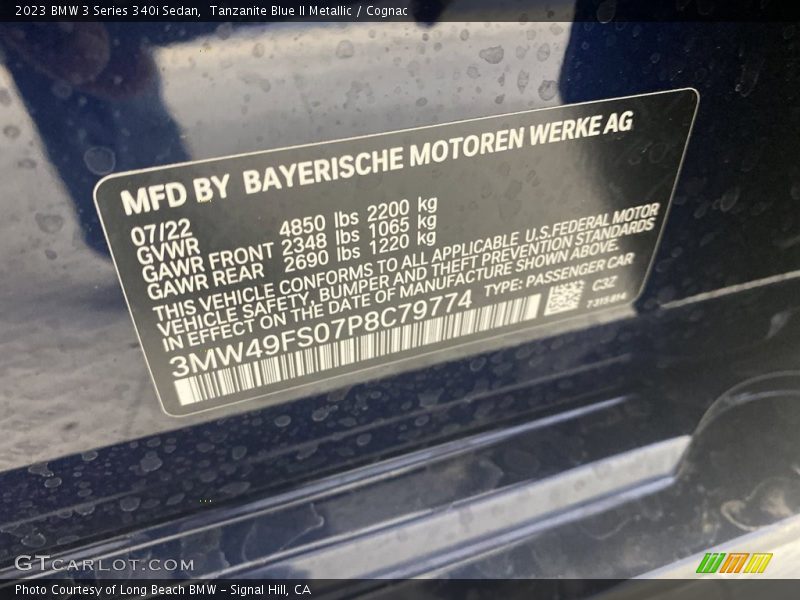 2023 BMW 3 Series 340i Sedan,  Tanzanite Blue II Metallic / Cognac
MFD BY BAYERISCHE MOTOREN WERKE AG
07/22
GVWR 4850 lbs 2200 kg
GAWR FRONT 2348 lbs 1065 kg
GAWR REAR 2690 lbs 1220 kg
THIS VEHICLE CONFORMS TO ALL APPLICABLE U.S.FEDERAL MOTOR
VEHICLE SAFETY, BUMPER AND THEFT PREVENTION STANDARDS
IN EFFECT ON THE DATE OF MANUFACTURE SHOWN ABOVE.
3MW49FS07P8C79774 TYPE: PASSENGER CAR
C3Z
7 315 814
GTCARLOT.COM
Photo Courtesy of Long Beach BMW – Signal Hill, CA